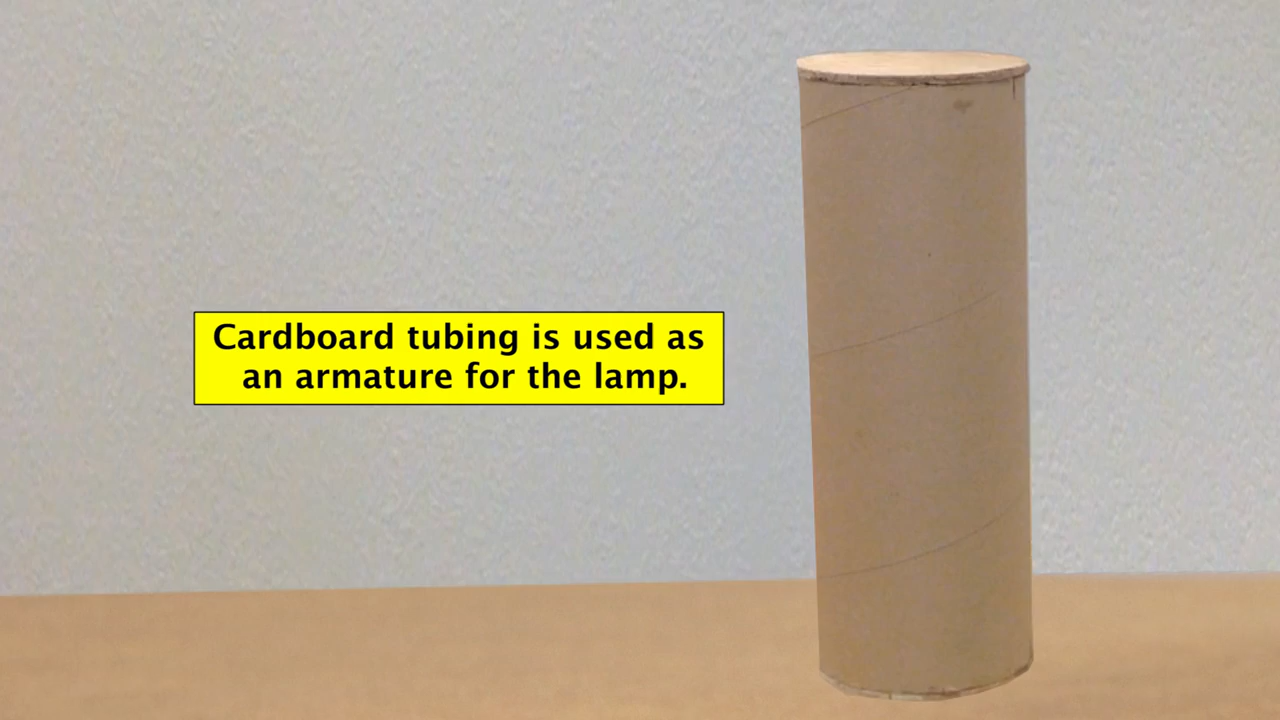 Cardboard tubing is used as
an armature for the lamp.